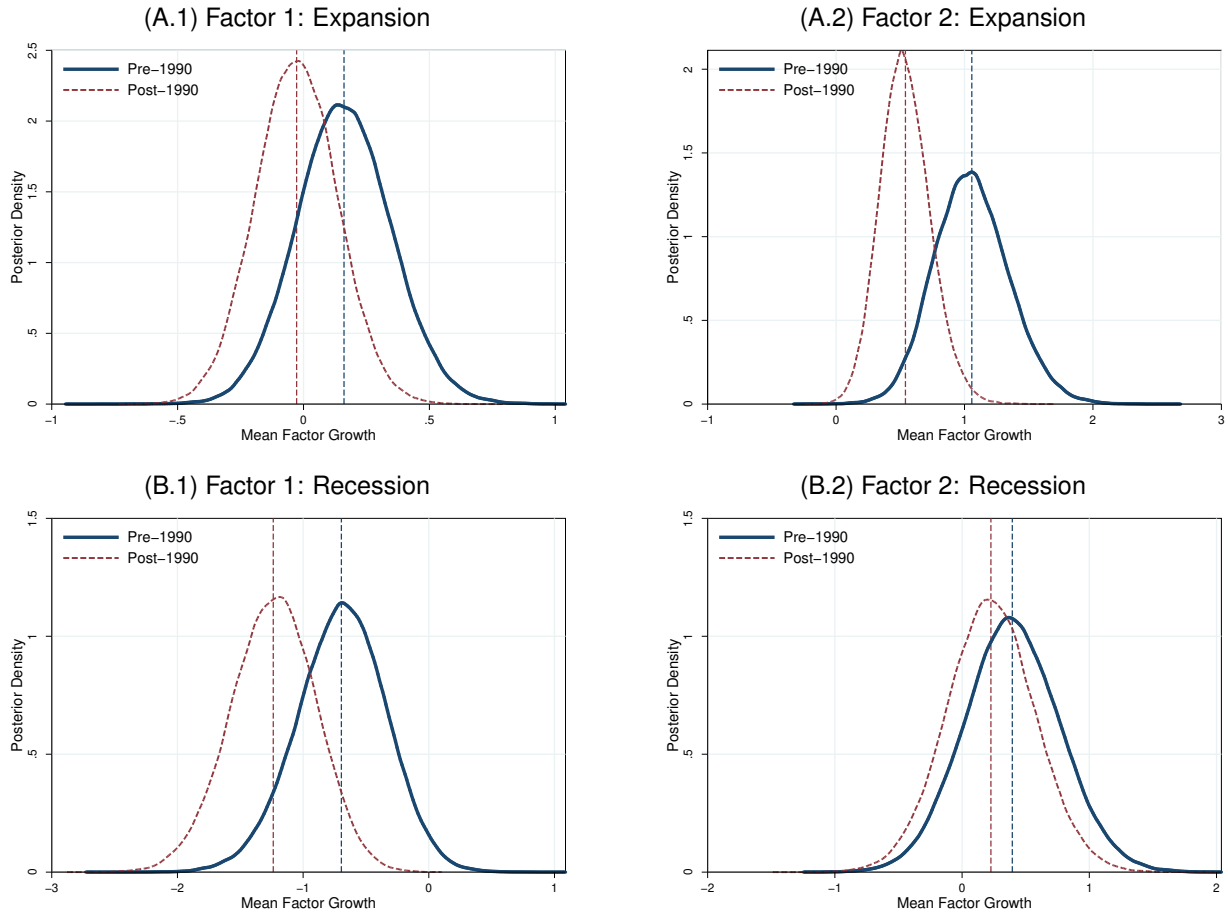 (A.1) Factor 1: Expansion
Posterior Density
2.5
2
1.5
1
.5
0
Pre−1990
Post−1990
−1
−.5
0
.5
1
Mean Factor Growth
(A.2) Factor 2: Expansion
Posterior Density
2
1.5
1
.5
0
Pre−1990
Post−1990
−1
0
1
2
3
Mean Factor Growth
(B.1) Factor 1: Recession
Posterior Density
1.5
1
.5
0
Pre−1990
Post−1990
−3
−2
−1
0
1
Mean Factor Growth
(B.2) Factor 2: Recession
Posterior Density
1.5
1
.5
0
Pre−1990
Post−1990
−2
−1
0
1
2
Mean Factor Growth